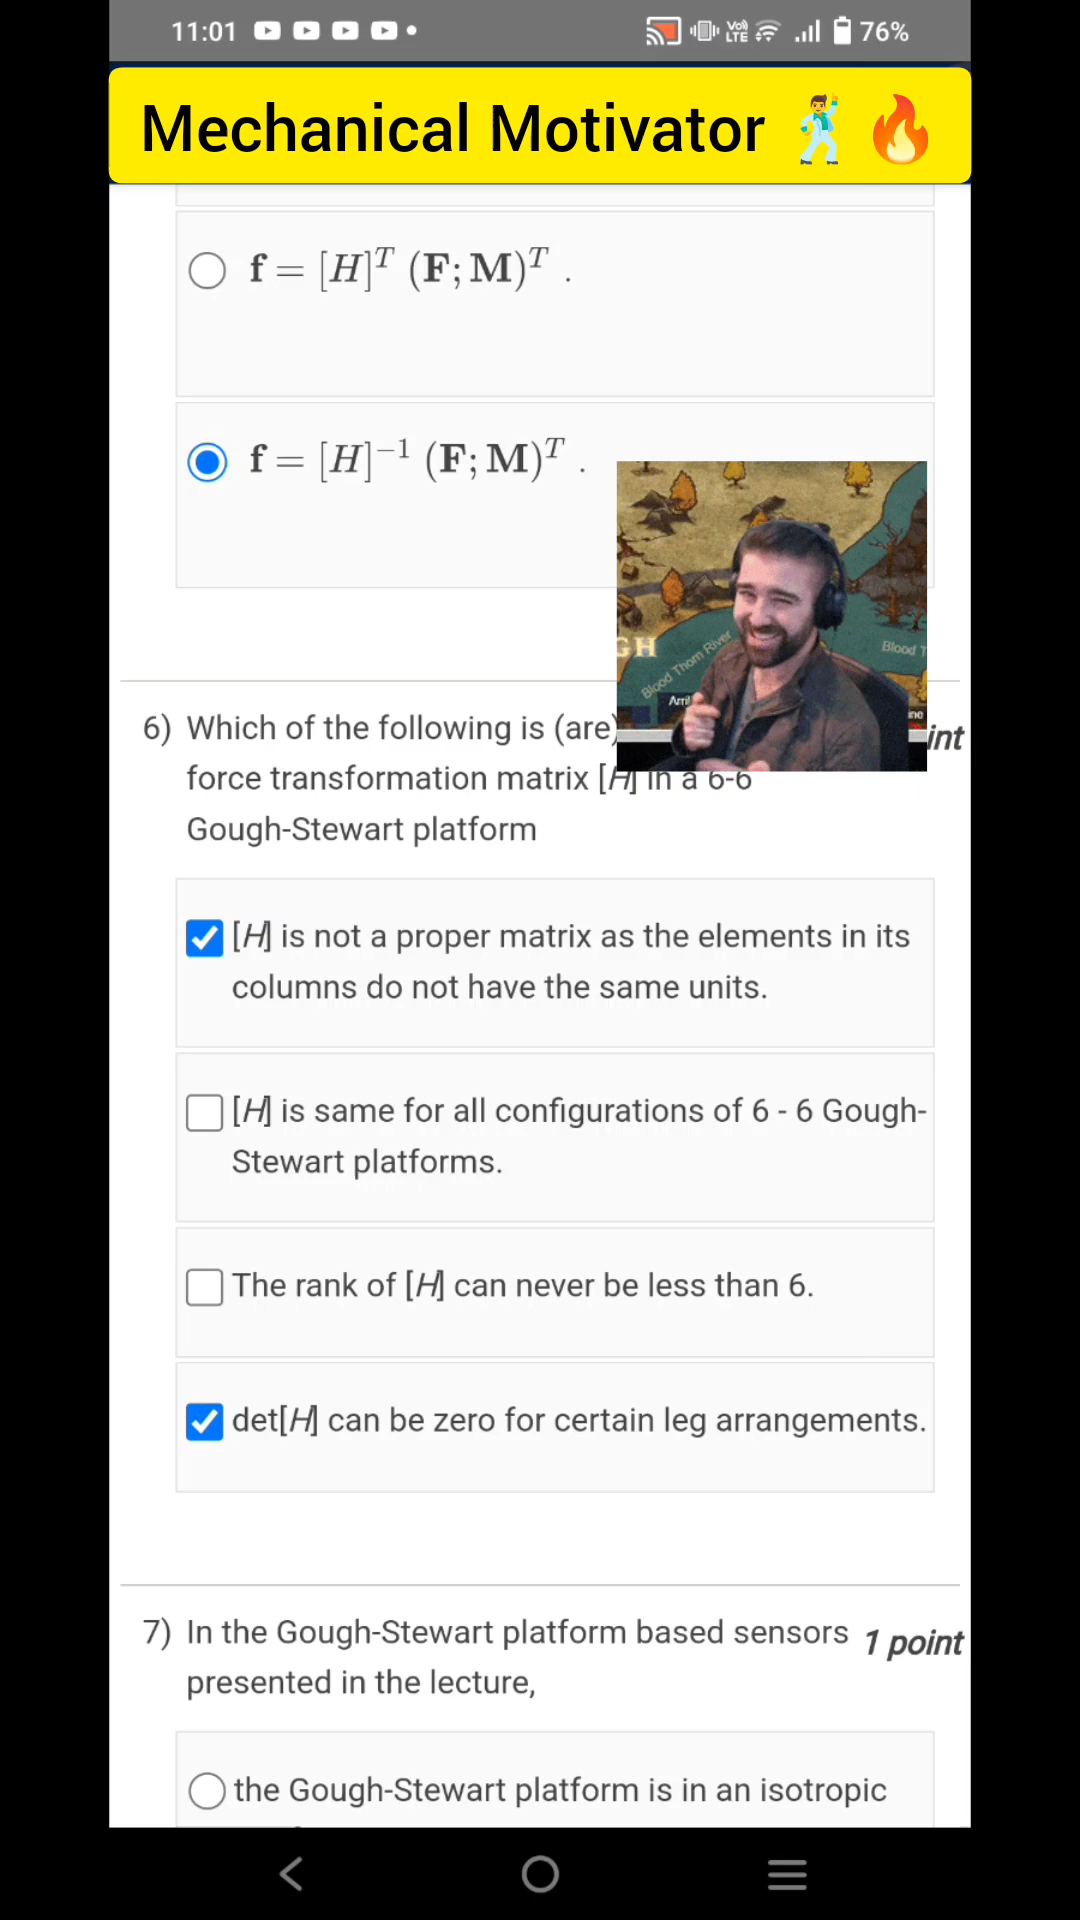 11:01 Vo) LTE 76%
Mechanical Motivator
f = [H]^T (F; M)^T .
f = [H]^{-1} (F; M)^T .
GH
Blood Thorn River
Blood
6) Which of the following is (are)
force transformation matrix [H] in a 6-6
Gough-Stewart platform
[H] is not a proper matrix as the elements in its
columns do not have the same units.
[H] is same for all configurations of 6 - 6 Gough-
Stewart platforms.
The rank of [H] can never be less than 6.
det[H] can be zero for certain leg arrangements.
7) In the Gough-Stewart platform based sensors 1 point
presented in the lecture,
the Gough-Stewart platform is in an isotropic